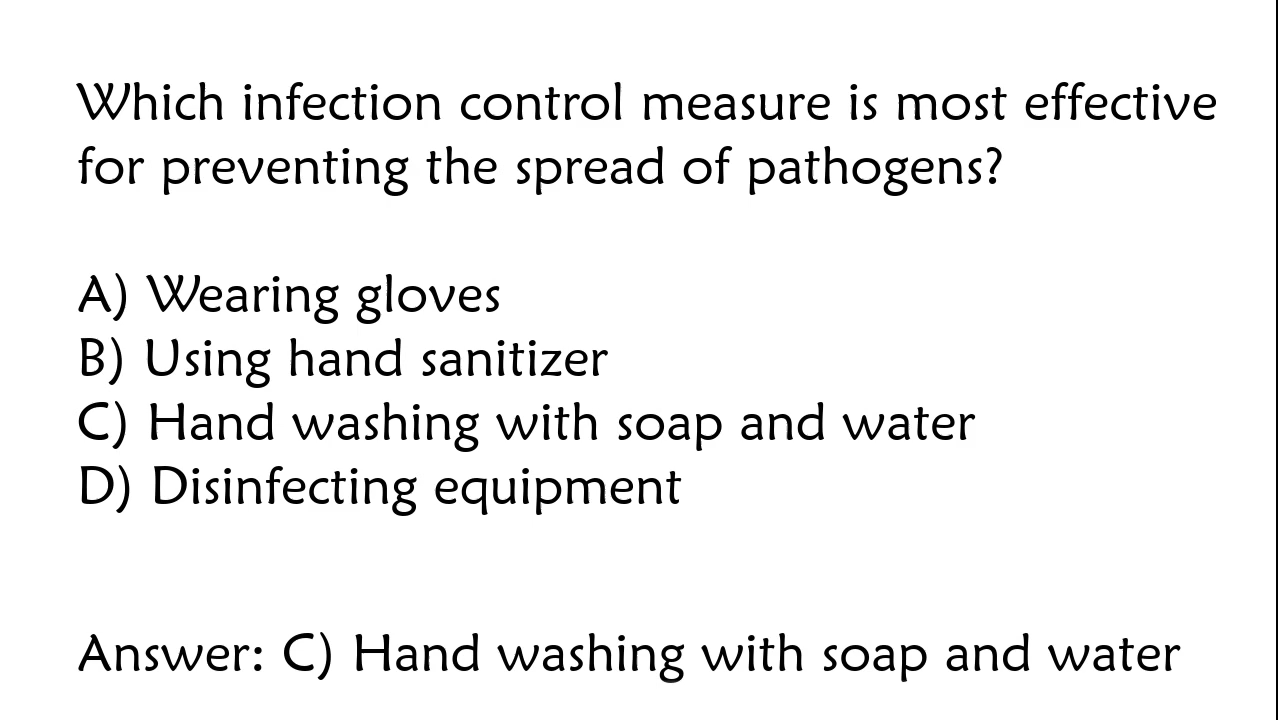 Which infection control measure is most effective
for preventing the spread of pathogens?
A) Wearing gloves
B) Using hand sanitizer
C) Hand washing with soap and water
D) Disinfecting equipment
Answer: C) Hand washing with soap and water